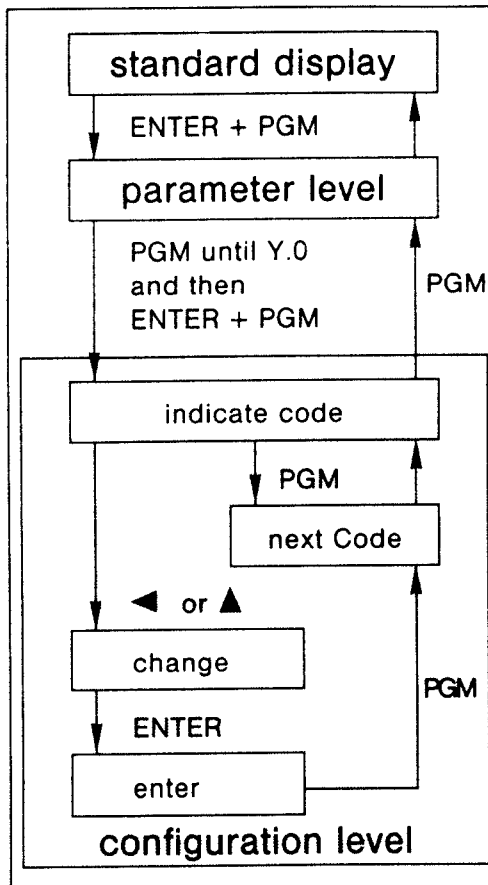 standard display
ENTER + PGM
parameter level
PGM until Y.0
and then
ENTER + PGM
PGM
indicate code
PGM
next Code
◄ or ▲
change
PGM
ENTER
enter
configuration level